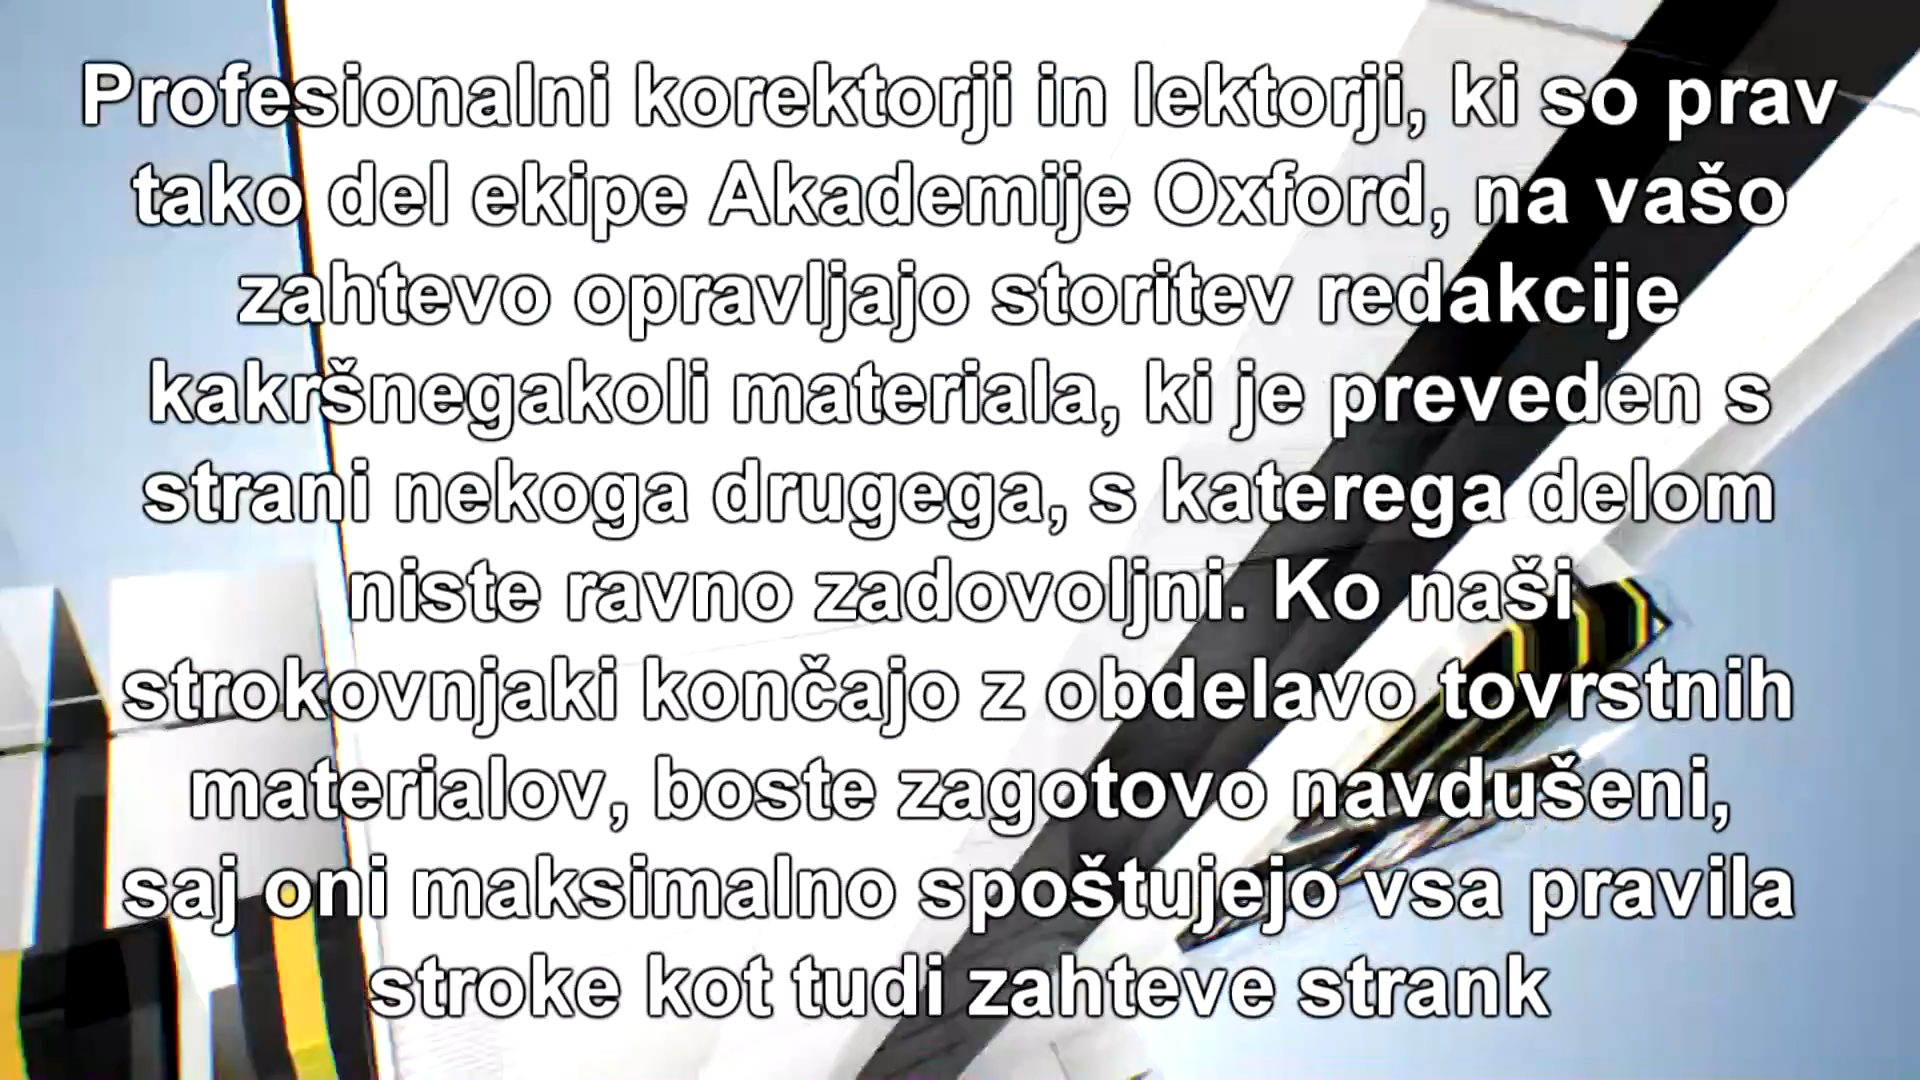 Profesionalni korektorji in lektorji, ki so prav
tako del ekipe Akademije Oxford, na vašo
zahtevo opravljajo storitev redakcije
kakršnegakoli materiala, ki je preveden s
strani nekoga drugega, s katerega delom
niste ravno zadovoljni. Ko naši
strokovnjaki končajo z obdelavo tovrstnih
materialov, boste zagotovo navdušeni,
saj oni maksimalno spoštujejo vsa pravila
stroke kot tudi zahteve strank